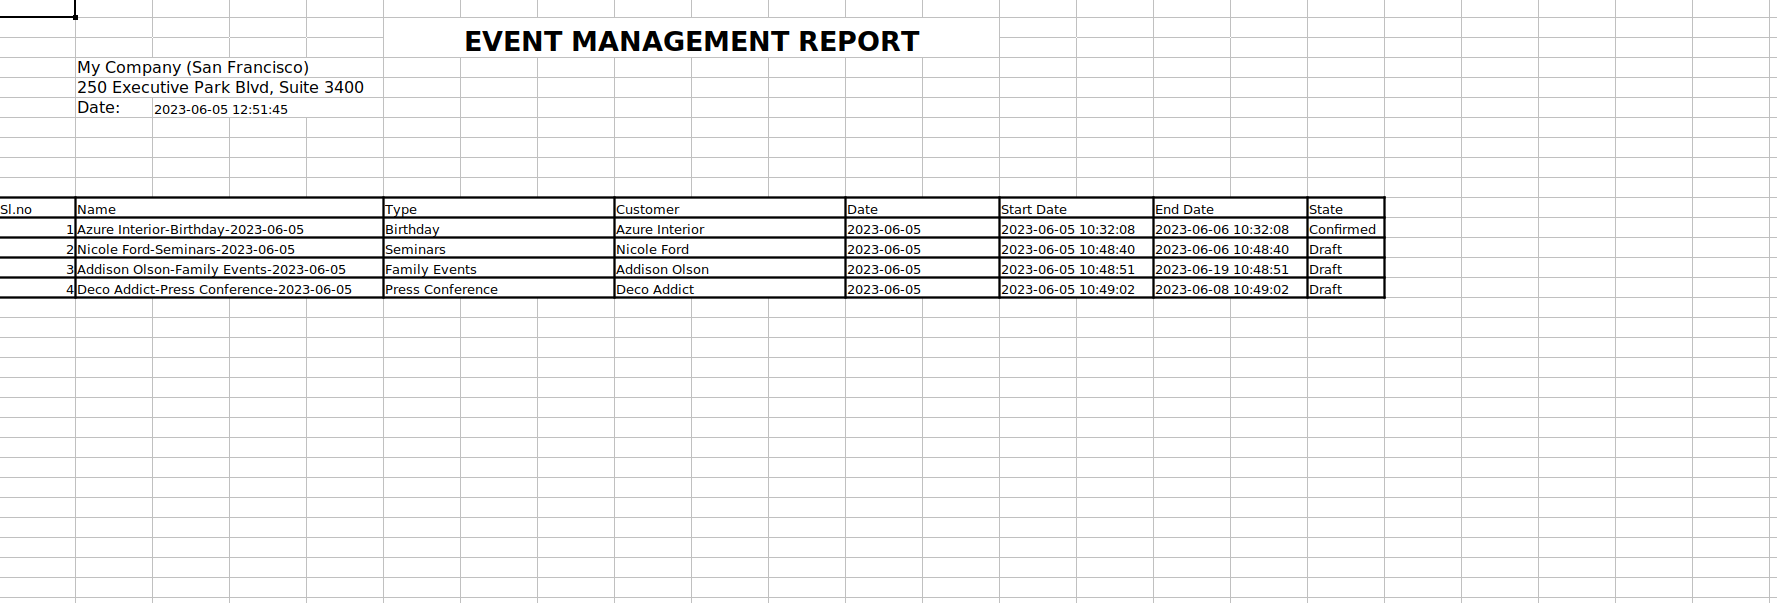 EVENT MANAGEMENT REPORT
My Company (San Francisco)
250 Executive Park Blvd, Suite 3400
Date: 2023-06-05 12:51:45
Sl.no Name Type Customer Date Start Date End Date State
1 Azure Interior-Birthday-2023-06-05 Birthday Azure Interior 2023-06-05 2023-06-05 10:32:08 2023-06-06 10:32:08 Confirmed
2 Nicole Ford-Seminars-2023-06-05 Seminars Nicole Ford 2023-06-05 2023-06-05 10:48:40 2023-06-06 10:48:40 Draft
3 Addison Olson-Family Events-2023-06-05 Family Events Addison Olson 2023-06-05 2023-06-05 10:48:51 2023-06-19 10:48:51 Draft
4 Deco Addict-Press Conference-2023-06-05 Press Conference Deco Addict 2023-06-05 2023-06-05 10:49:02 2023-06-08 10:49:02 Draft